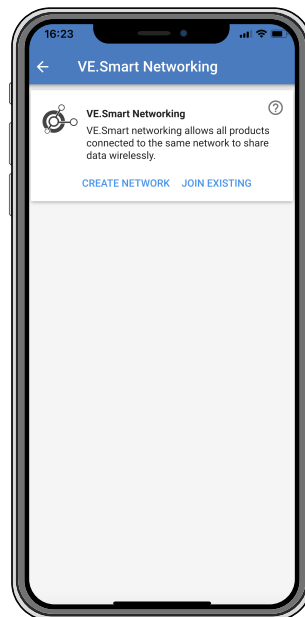 16:23
VE.Smart Networking
VE.Smart Networking
VE.Smart networking allows all products
connected to the same network to share
data wirelessly.
CREATE NETWORK JOIN EXISTING